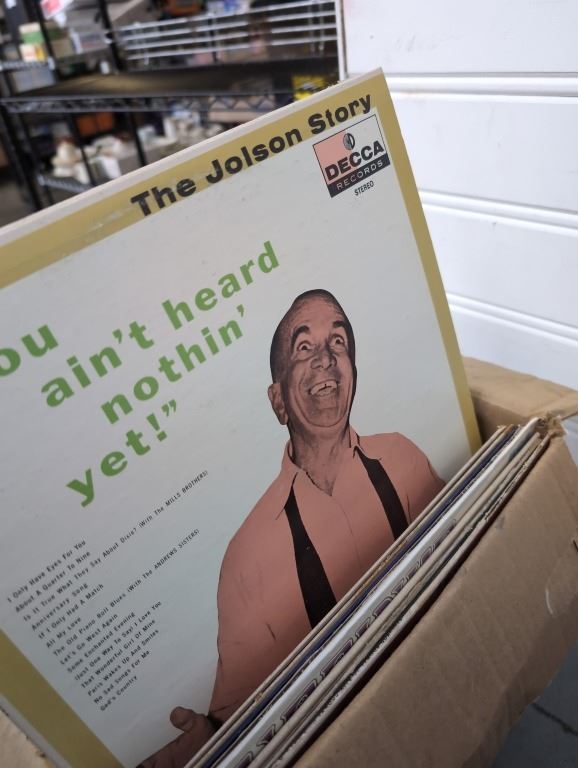 The Jolson Story
DECCA
RECORDS
STEREO
ou
ain't heard
nothin'
yet!"
I Only Have Eyes For You
About A Quarter To Nine
Is It True What They Say About Dixie? (With the MILLS BROTHERS)
Anniversary Song
If I Only Had A Match
All My Love
The Old Piano Roll Blues (With the ANDREWS SISTERS)
Let's Go West Again
Some Enchanted Evening
(Just One Way To Say) I Love You
That Wonderful Girl Of Mine
Paris Wakes Up And Smiles
No Sad Songs For Me
God's Country